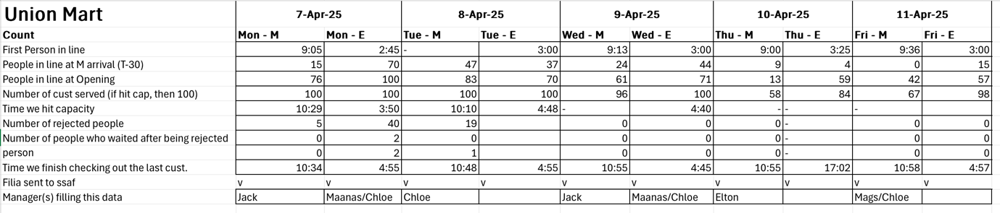 Union Mart 7-Apr-25 8-Apr-25 9-Apr-25 10-Apr-25 11-Apr-25
Count Mon - M Mon - E Tue - M Tue - E Wed - M Wed - E Thu - M Thu - E Fri - M Fri - E
First Person in line 9:05 2:45 - 3:00 9:13 3:00 9:00 3:25 9:36 3:00
People in line at M arrival (T-30) 15 70 47 37 24 44 9 4 0 15
People in line at Opening 76 100 83 70 61 71 13 59 42 57
Number of cust served (if hit cap, then 100) 100 100 100 100 96 100 58 84 67 98
Time we hit capacity 10:29 3:50 10:10 4:48 - 4:40 - - -
Number of rejected people 5 40 19 0 0 0 - 0 0
Number of people who waited after being rejected 0 2 0 0 0 0 - 0 0
person 0 2 1 0 0 0 - 0 0
Time we finish checking out the last cust. 10:34 4:55 10:48 4:55 10:55 4:45 10:55 17:02 10:58 4:57
Filia sent to ssaf v v v v v v v v v v
Manager(s) filling this data Jack Maanas/Chloe Chloe Jack Maanas/Chloe Elton Mags/Chloe